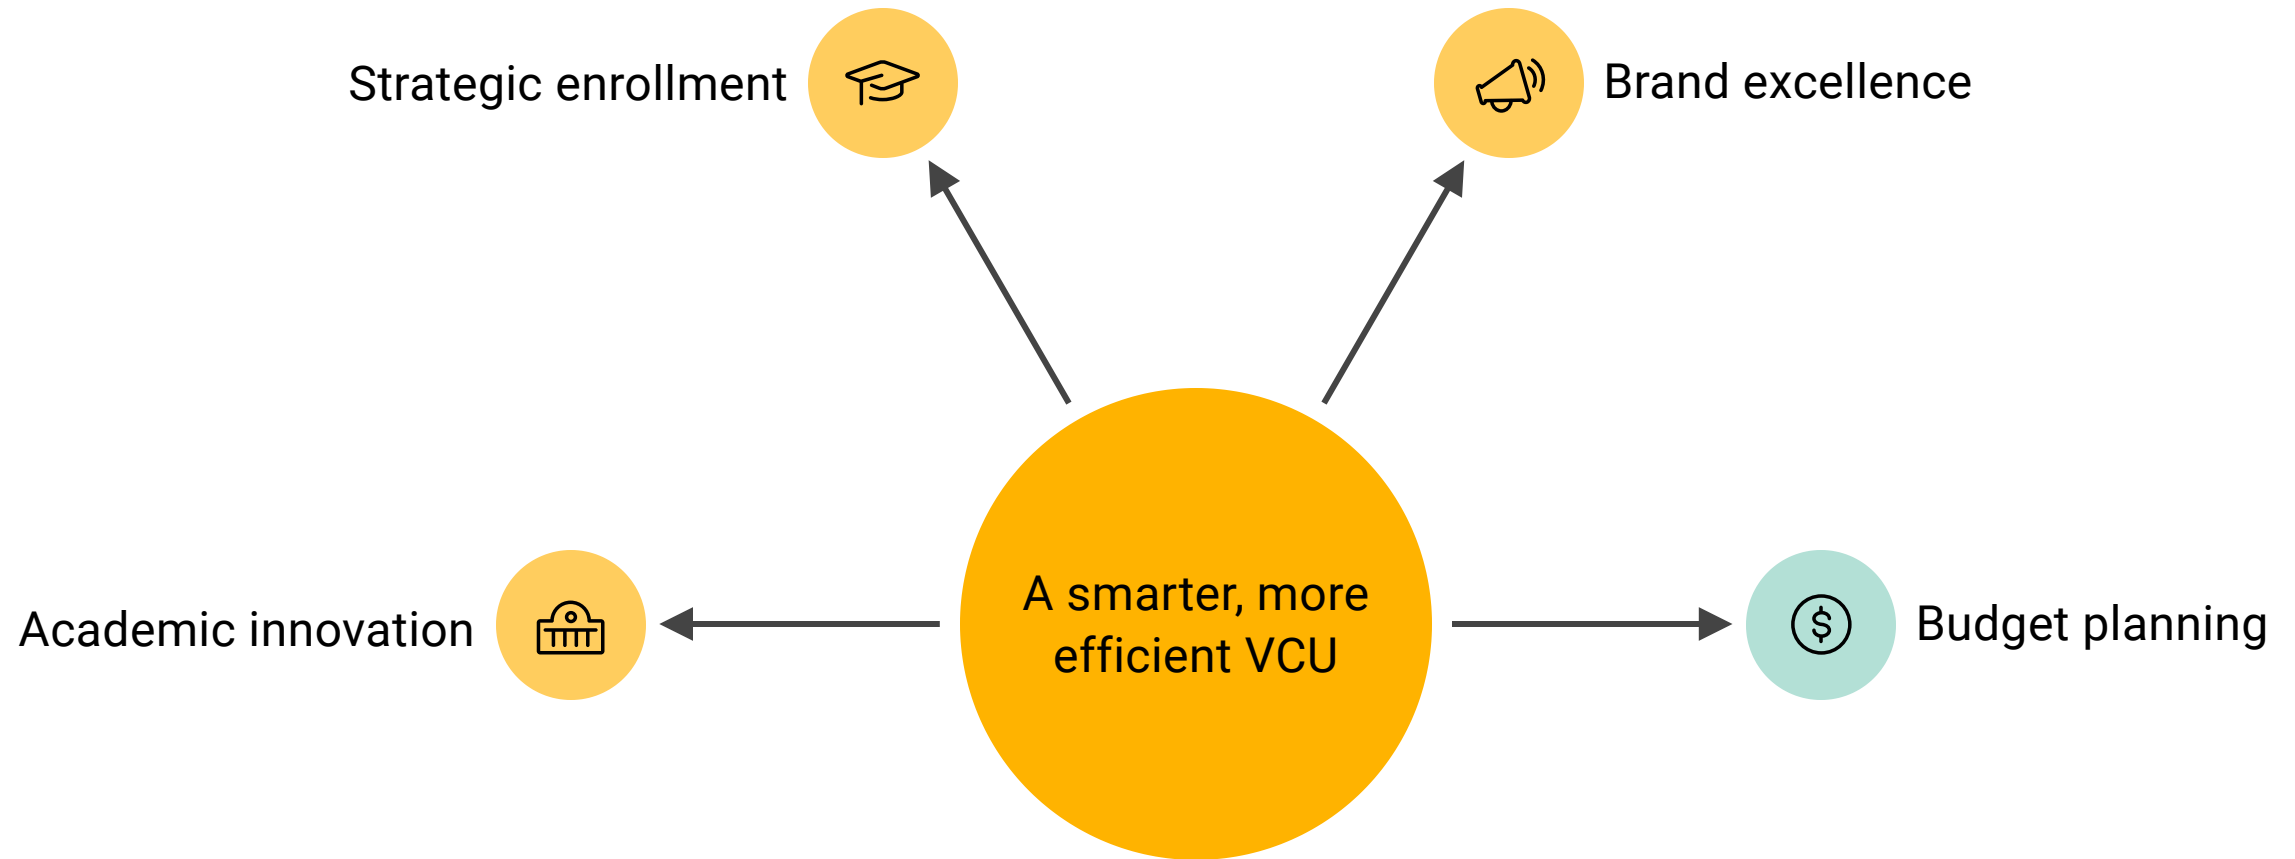 Strategic enrollment
Brand excellence
Academic innovation
A smarter, more
efficient VCU
Budget planning